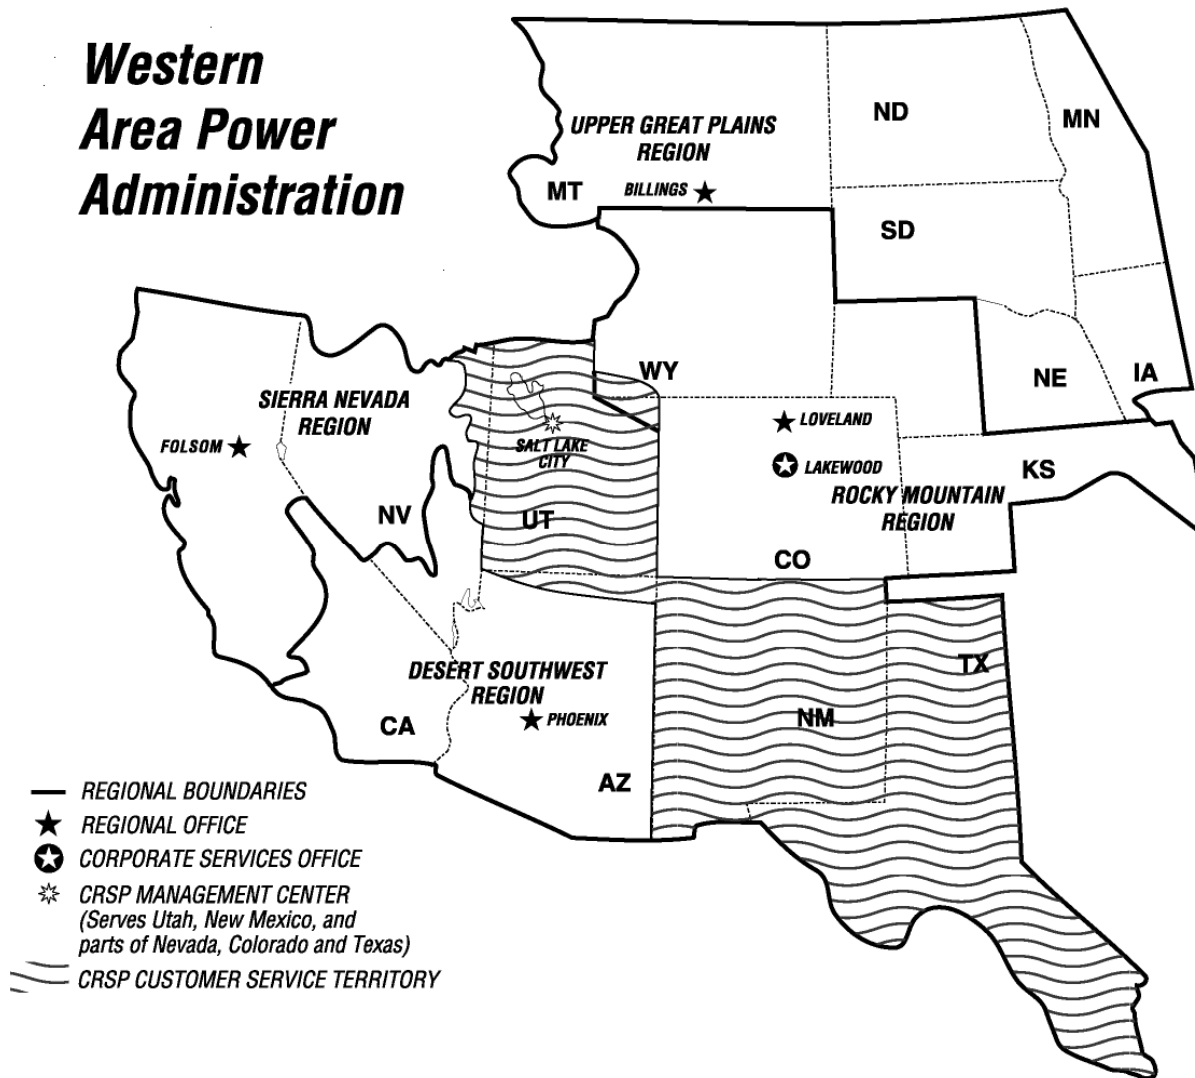 Western
Area Power
Administration
UPPER GREAT PLAINS
REGION
ND
MN
MT
BILLINGS
SD
WY
NE
IA
SIERRA NEVADA
REGION
FOLSOM
LOVELAND
SALT LAKE
CITY
LAKEWOOD
KS
ROCKY MOUNTAIN
REGION
NV
UT
CO
DESERT SOUTHWEST
REGION
TX
PHOENIX
NM
CA
AZ
REGIONAL BOUNDARIES
REGIONAL OFFICE
CORPORATE SERVICES OFFICE
CRSP MANAGEMENT CENTER
(Serves Utah, New Mexico, and
parts of Nevada, Colorado and Texas)
CRSP CUSTOMER SERVICE TERRITORY